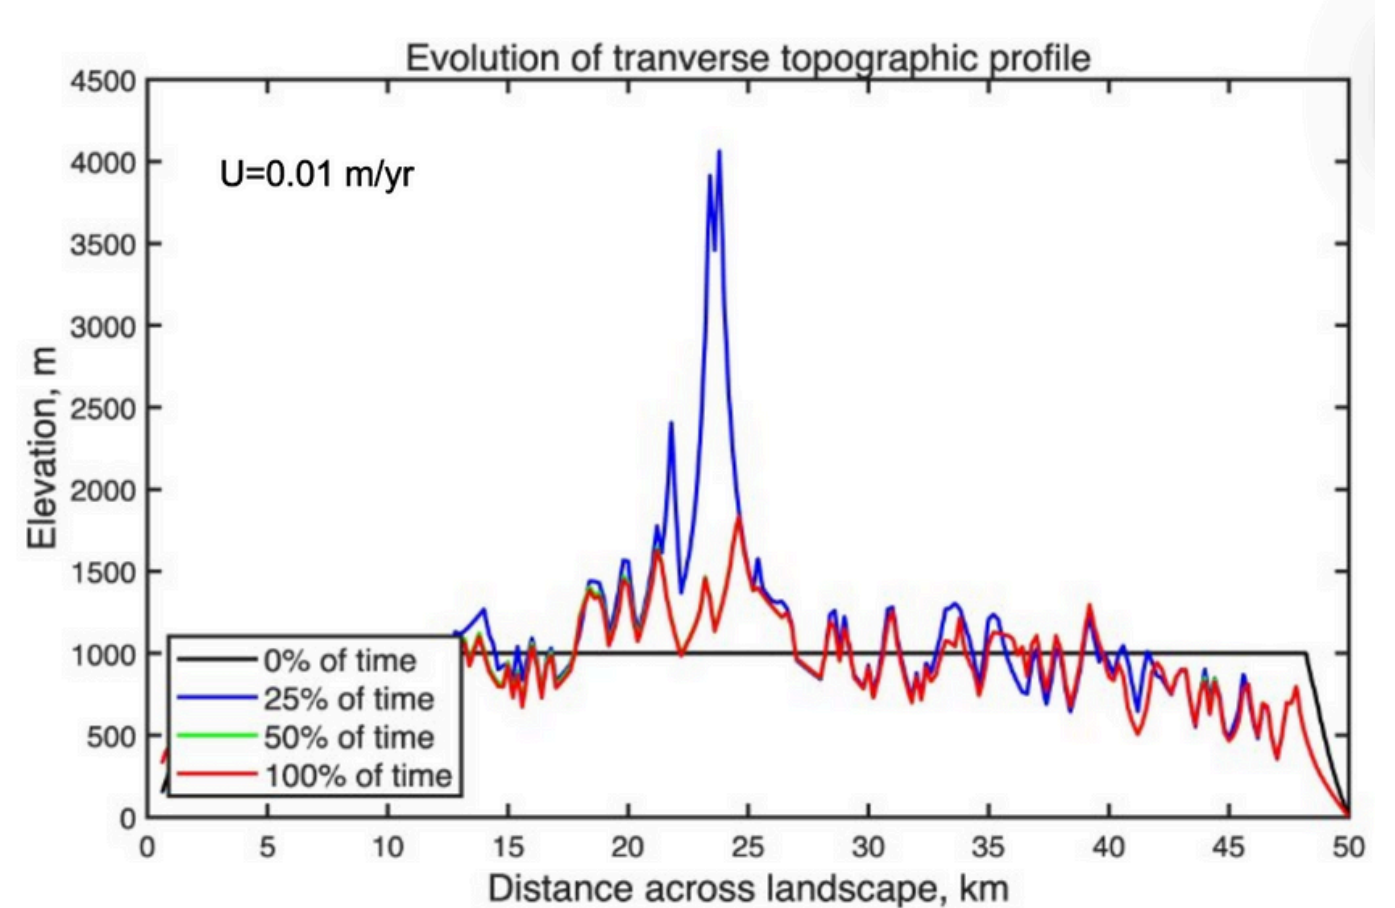 Evolution of tranverse topographic profile
4500
4000
3500
3000
2500
2000
1500
1000
500
0
Elevation, m
U=0.01 m/yr
0% of time
25% of time
50% of time
100% of time
0 5 10 15 20 25 30 35 40 45 50
Distance across landscape, km